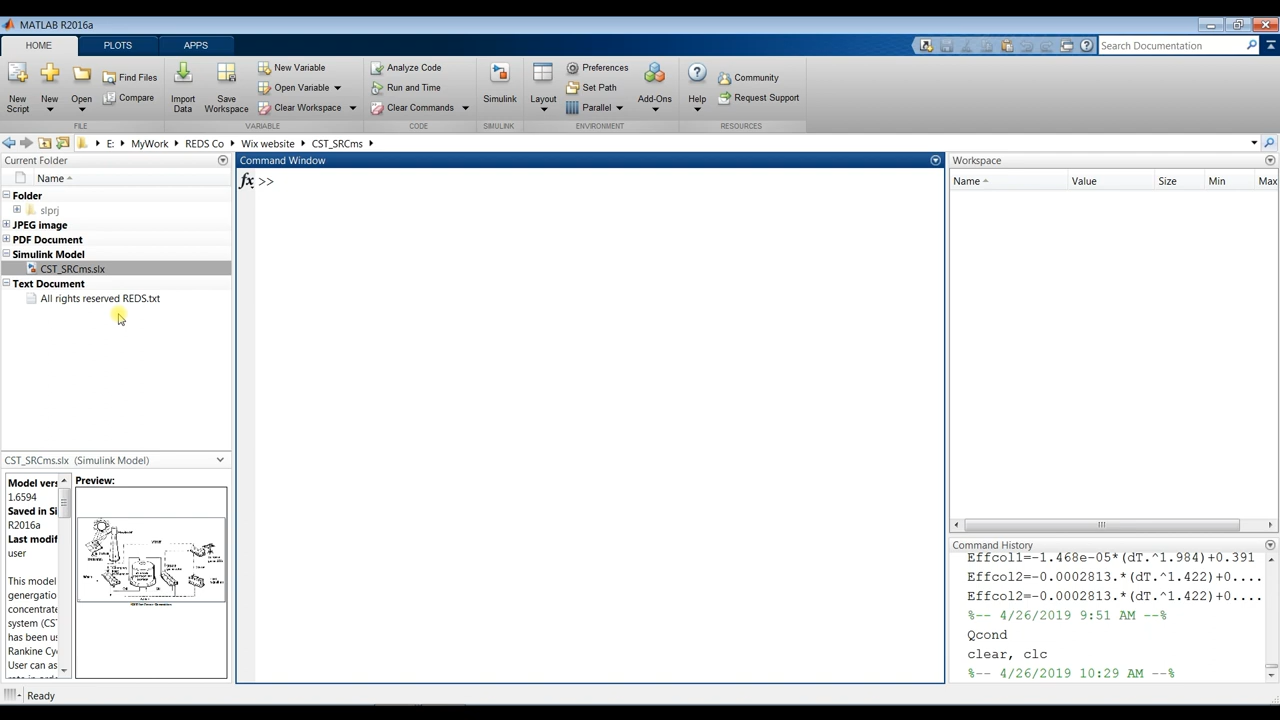 MATLAB R2016a
HOME
PLOTS
APPS
Search Documentation
New Script
New
Open
Find Files
Compare
Import Data
Save Workspace
New Variable
Open Variable
Clear Workspace
Analyze Code
Run and Time
Clear Commands
Simulink
Layout
Preferences
Set Path
Parallel
Add-Ons
Help
Community
Request Support
FILE
VARIABLE
CODE
SIMULINK
ENVIRONMENT
RESOURCES
E:
MyWork
REDS Co
Wix website
CST_SRCms
Current Folder
Name
Folder
slprj
JPEG image
PDF Document
Simulink Model
CST_SRCms.slx
Text Document
All rights reserved REDS.txt
CST_SRCms.slx (Simulink Model)
Model vers
1.6594
Saved in Si
R2016a
Last modif
user
This model
genergatio
concentrate
system (CS
has been us
Rankine Cy
User can as
Preview:
Command Window
fx >>
Workspace
Name
Value
Size
Min
Max
Command History
Effcol1=-1.468e-05*(dT.^1.984)+0.391
Effcol2=-0.0002813.*(dT.^1.422)+0....
Effcol2=-0.0002813.*(dT.^1.422)+0....
%-- 4/26/2019 9:51 AM --%
Qcond
clear, clc
%-- 4/26/2019 10:29 AM --%
Ready